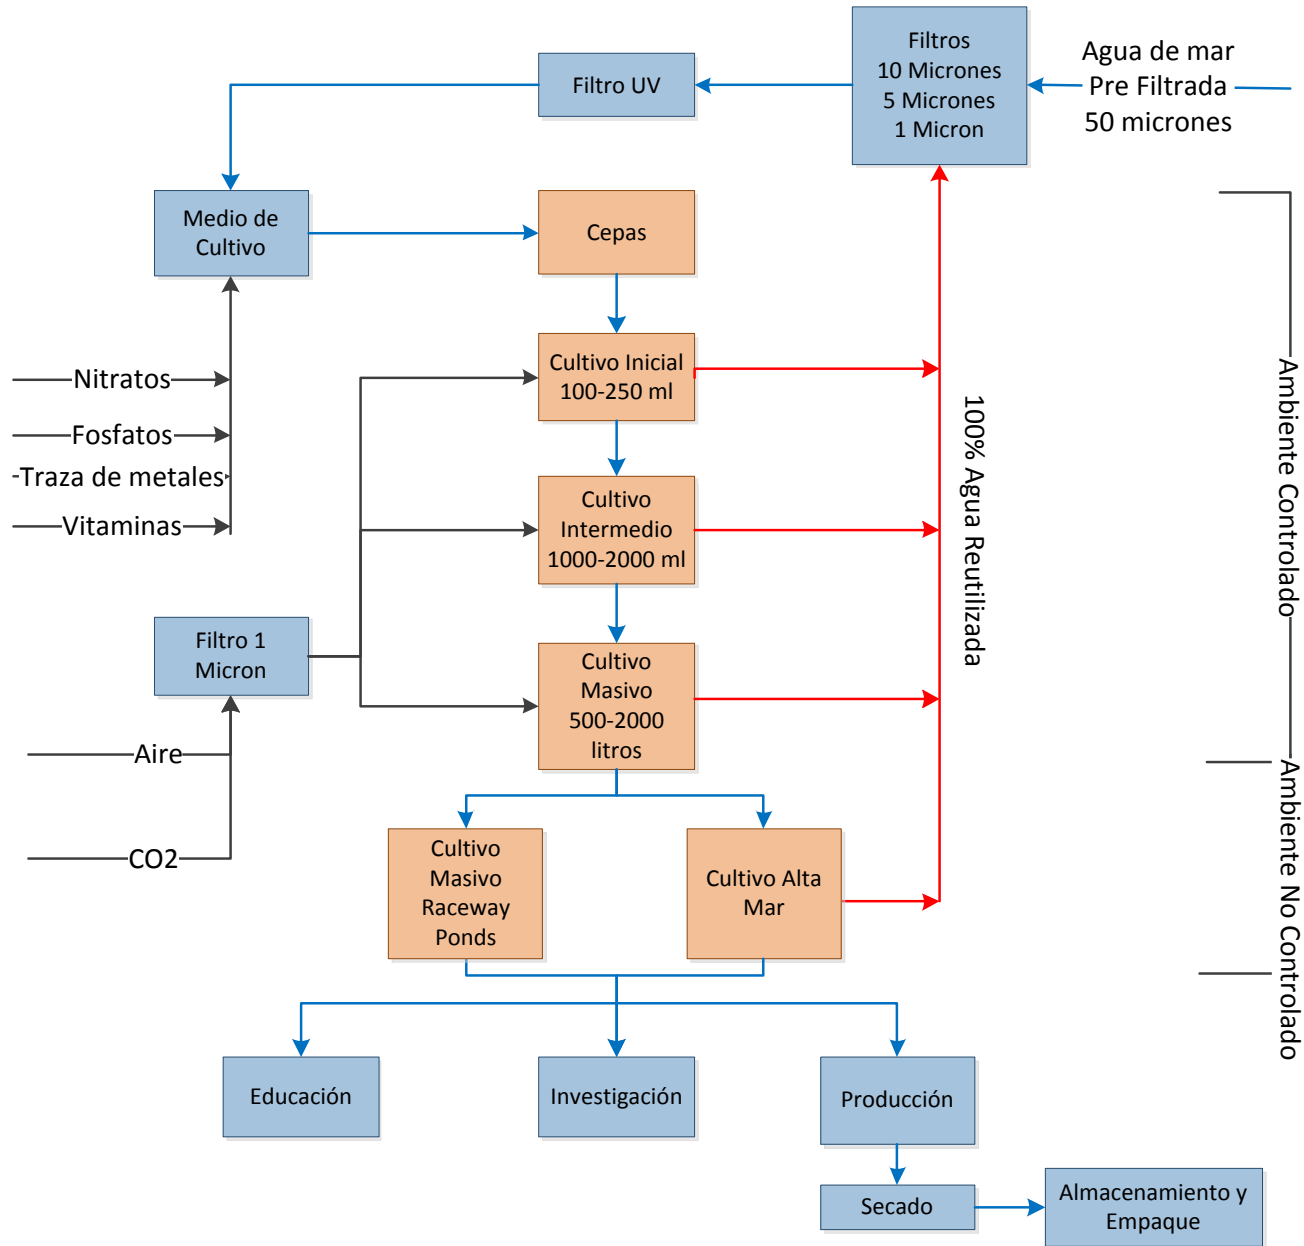 Filtros
10 Micrones
5 Micrones
1 Micron
Agua de mar
Pre Filtrada
50 micrones
Filtro UV
Medio de
Cultivo
Cepas
Cultivo Inicial
100-250 ml
Nitratos
Fosfatos
Traza de metales
Vitaminas
Cultivo
Intermedio
1000-2000 ml
100% Agua Reutilizada
Ambiente Controlado
Filtro 1
Micron
Cultivo
Masivo
500-2000
litros
Aire
CO2
Ambiente No Controlado
Cultivo
Masivo
Raceway
Ponds
Cultivo Alta
Mar
Educación
Investigación
Producción
Secado
Almacenamiento y
Empaque